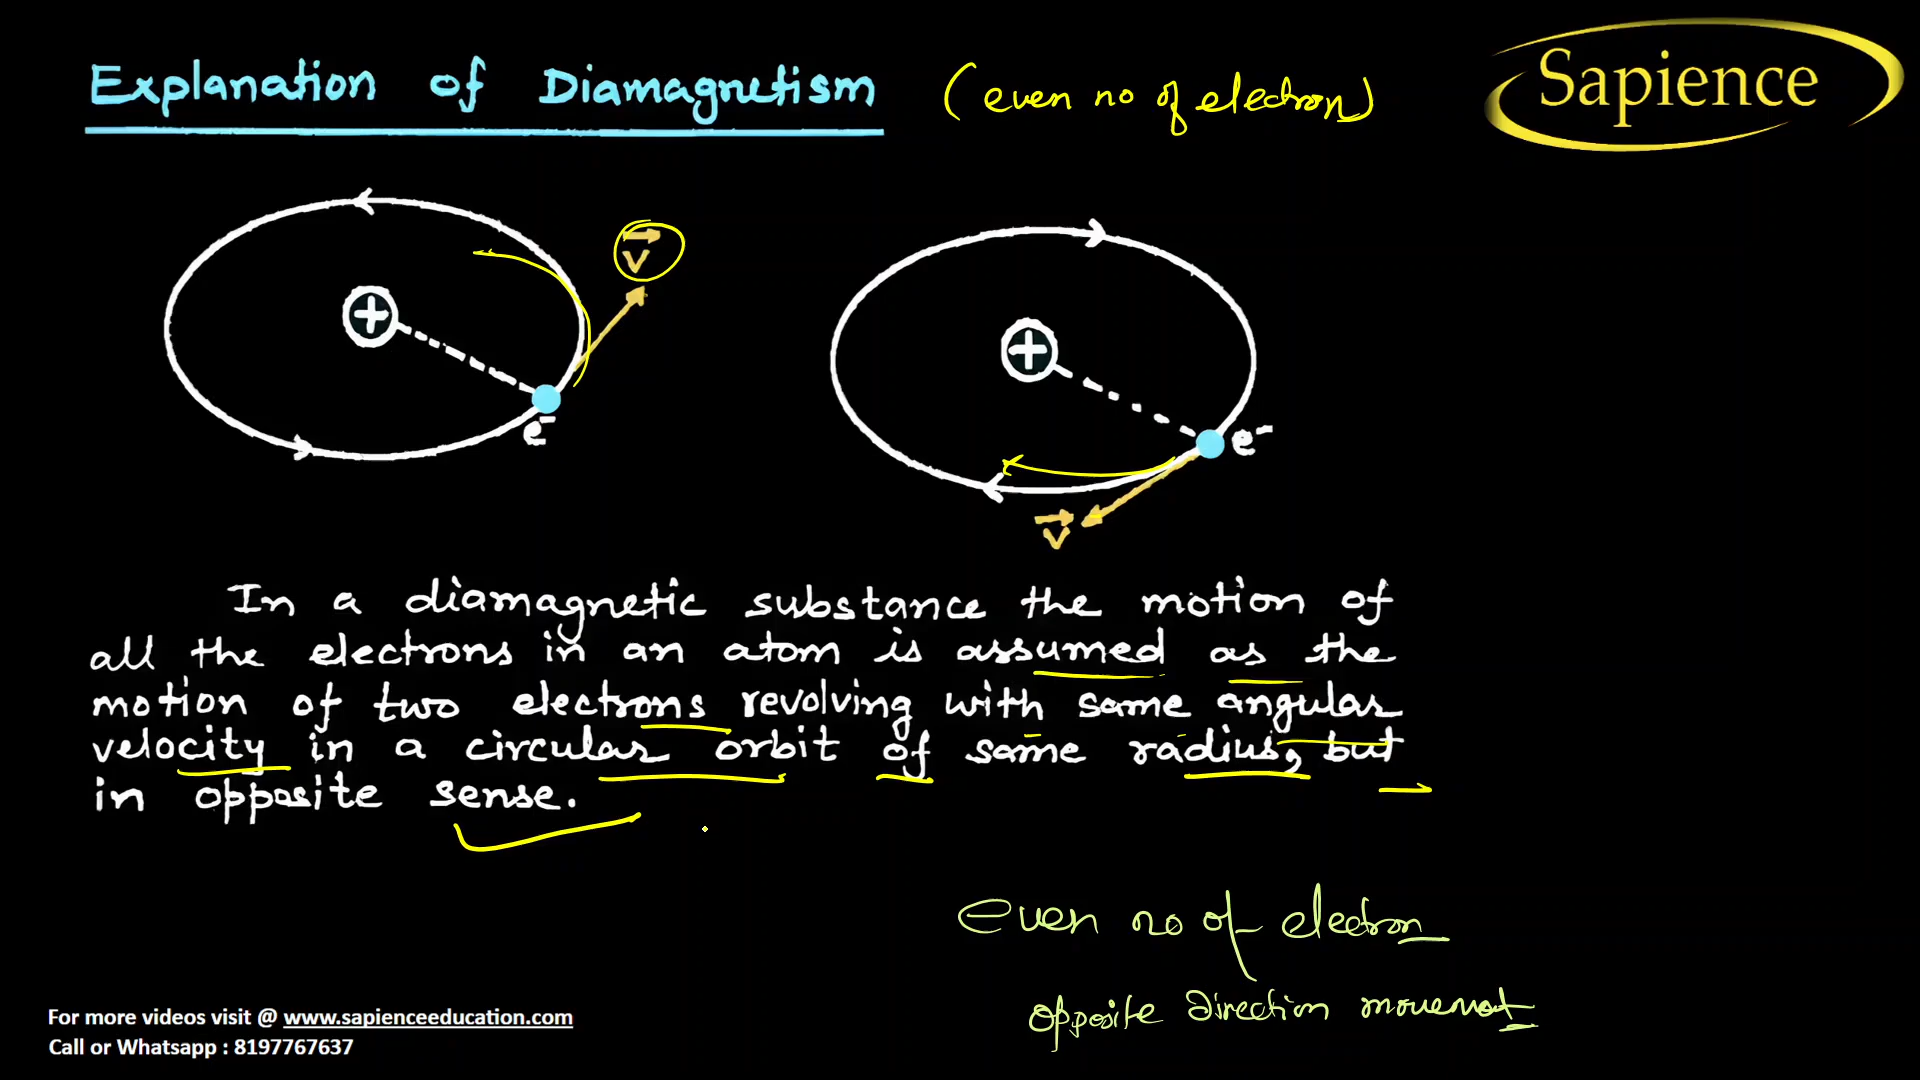 Explanation of Diamagnetism (even no of electron)
Sapience
v
e-
e-
v
In a diamagnetic substance the motion of
all the electrons in an atom is assumed as the
motion of two electrons revolving with same angular
velocity in a circular orbit of same radius, but
in opposite sense.
even no of electron
opposite direction movemnt
For more videos visit @ www.sapienceeducation.com
Call or Whatsapp : 8197767637